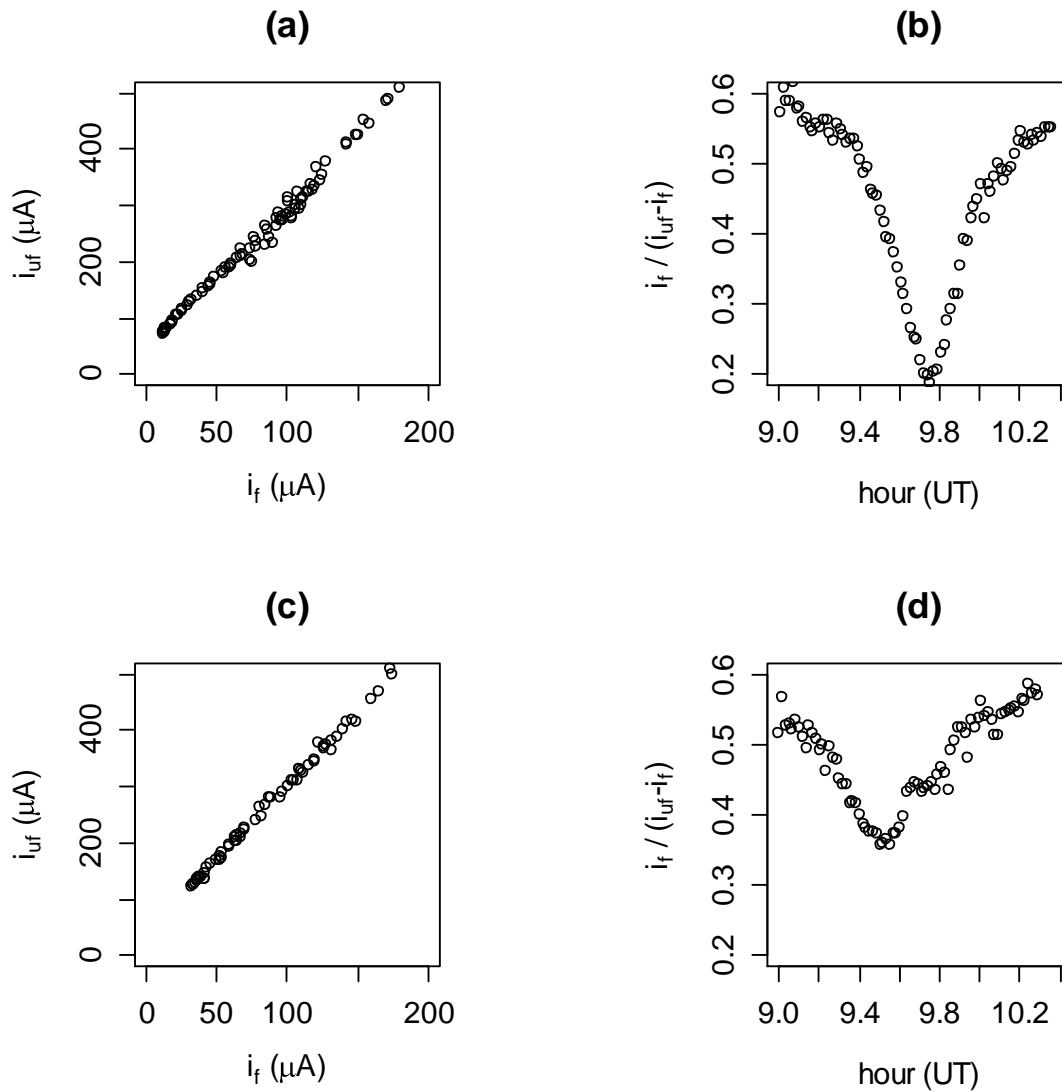 (a)
i_uf (μA)
400
200
0
0 50 100 200
i_f (μA)
(b)
i_f / (i_uf-i_f)
0.6
0.5
0.4
0.3
0.2
9.0 9.4 9.8 10.2
hour (UT)
(c)
i_uf (μA)
400
200
0
0 50 100 200
i_f (μA)
(d)
i_f / (i_uf-i_f)
0.6
0.5
0.4
0.3
0.2
9.0 9.4 9.8 10.2
hour (UT)